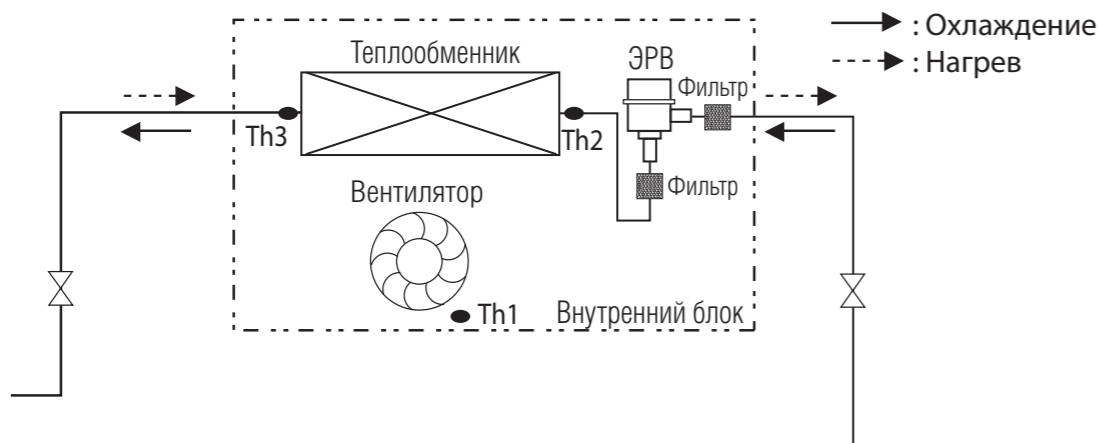 : Охлаждение
: Нагрев
Теплообменник
ЭРВ
Фильтр
Th3
Th2
Фильтр
Вентилятор
Th1
Внутренний блок